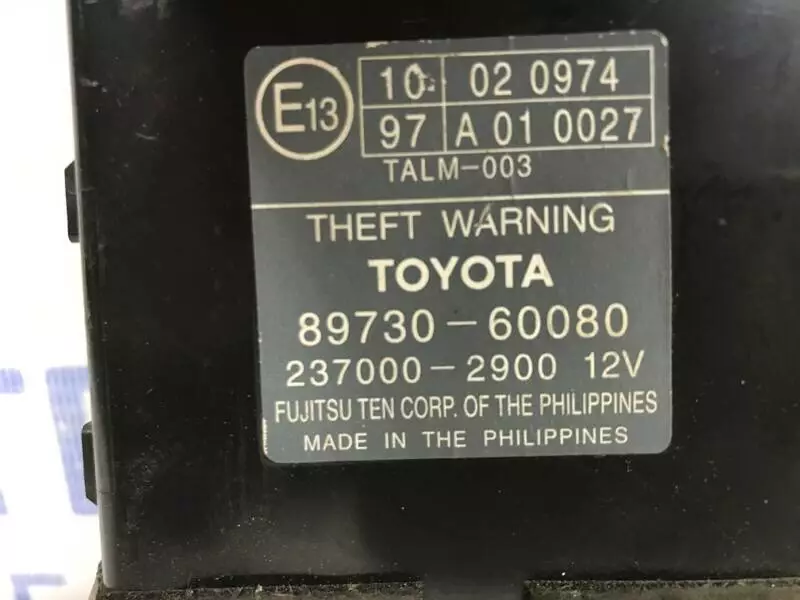 E13
10 02 0974
97 A 01 0027
TALM-003
THEFT WARNING
TOYOTA
89730-60080
237000-2900 12V
FUJITSU TEN CORP. OF THE PHILIPPINES
MADE IN THE PHILIPPINES